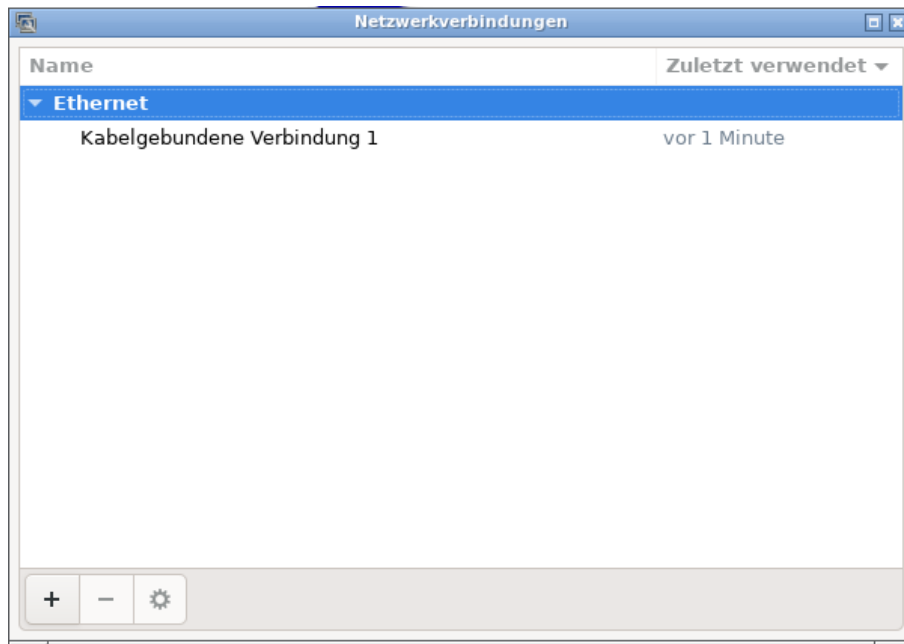 Netzwerkverbindungen
Name Zuletzt verwendet
Ethernet
Kabelgebundene Verbindung 1 vor 1 Minute